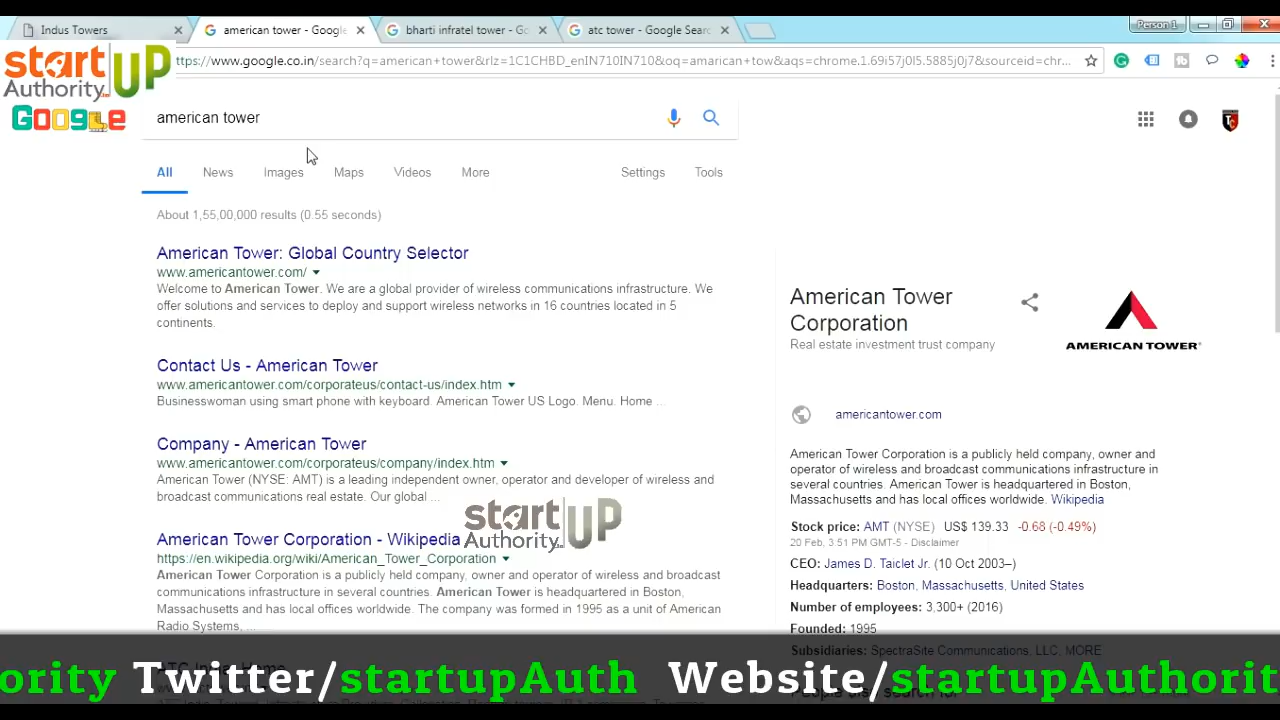 Indus Towers
american tower - Google
bharti infratel tower - Go
atc tower - Google Searc
Person 1
startUP
Authority
ttps://www.google.co.in/search?q=american+tower&rlz=1C1CHBD_enIN710IN710&oq=amarican+tow&aqs=chrome.1.69i57j0l5.5885j0j7&sourceid=chr...
Google
american tower
TC
All News Images Maps Videos More Settings Tools
About 1,55,00,000 results (0.55 seconds)
American Tower: Global Country Selector
www.americantower.com/
Welcome to American Tower. We are a global provider of wireless communications infrastructure. We
offer solutions and services to deploy and support wireless networks in 16 countries located in 5
continents.
Contact Us - American Tower
www.americantower.com/corporateus/contact-us/index.htm
Businesswoman using smart phone with keyboard. American Tower US Logo. Menu. Home ...
Company - American Tower
www.americantower.com/corporateus/company/index.htm
American Tower (NYSE: AMT) is a leading independent owner, operator and developer of wireless and
broadcast communications real estate. Our global ...
startUP
Authority
American Tower Corporation - Wikipedia
https://en.wikipedia.org/wiki/American_Tower_Corporation
American Tower Corporation is a publicly held company, owner and operator of wireless and broadcast
communications infrastructure in several countries. American Tower is headquartered in Boston,
Massachusetts and has local offices worldwide. The company was formed in 1995 as a unit of American
Radio Systems, ...
ATC India Home
American Tower
Corporation
Real estate investment trust company
AMERICAN TOWER
americantower.com
American Tower Corporation is a publicly held company, owner and
operator of wireless and broadcast communications infrastructure in
several countries. American Tower is headquartered in Boston,
Massachusetts and has local offices worldwide. Wikipedia
Stock price: AMT (NYSE) US$ 139.33 -0.68 (-0.49%)
20 Feb, 3:51 PM GMT-5 - Disclaimer
CEO: James D. Taiclet Jr. (10 Oct 2003–)
Headquarters: Boston, Massachusetts, United States
Number of employees: 3,300+ (2016)
Founded: 1995
Subsidiaries: SpectraSite Communications, LLC, MORE
People also search for
ority Twitter/startupAuth Website/startupAuthorit